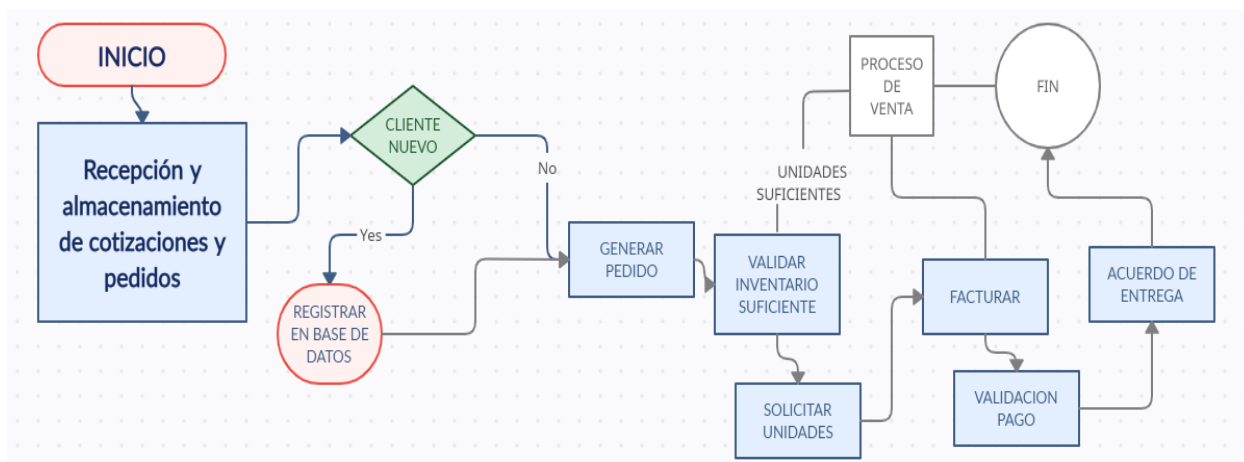 INICIO
Recepción y
almacenamiento
de cotizaciones y
pedidos
CLIENTE
NUEVO
Yes
No
REGISTRAR
EN BASE DE
DATOS
GENERAR
PEDIDO
VALIDAR
INVENTARIO
SUFICIENTE
UNIDADES
SUFICIENTES
SOLICITAR
UNIDADES
PROCESO
DE
VENTA
FACTURAR
VALIDACION
PAGO
ACUERDO DE
ENTREGA
FIN